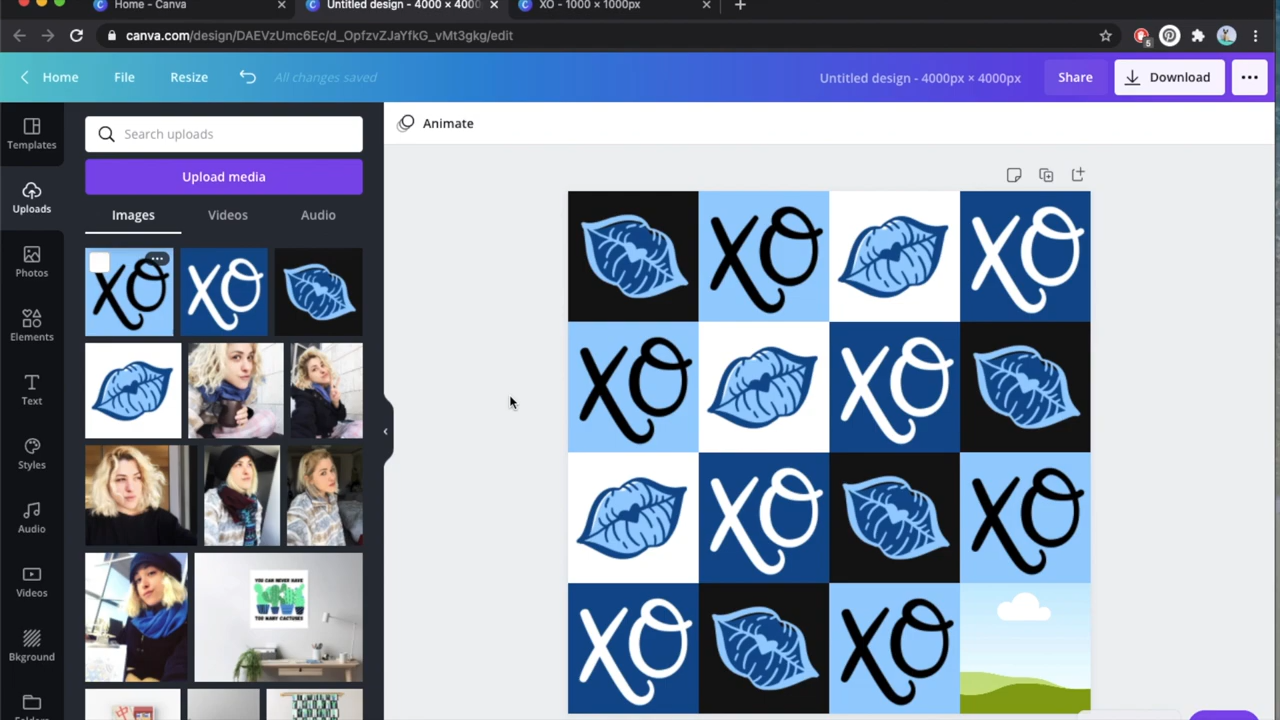 Home - Canva
Untitled design - 4000 × 4000
XO - 1000 × 1000px
canva.com/design/DAEVzUmc6Ec/d_OpfzvZJaYfkG_vMt3gkg/edit
5
Home File Resize All changes saved Untitled design - 4000px × 4000px Share Download
Templates
Uploads
Photos
Elements
Text
Styles
Audio
Videos
Bkground
Folders
Search uploads
Upload media
Images Videos Audio
XO XO
YOU CAN NEVER HAVE
TOO MANY CACTUSES
Animate
XO XO
XO XO
XO XO
XO XO